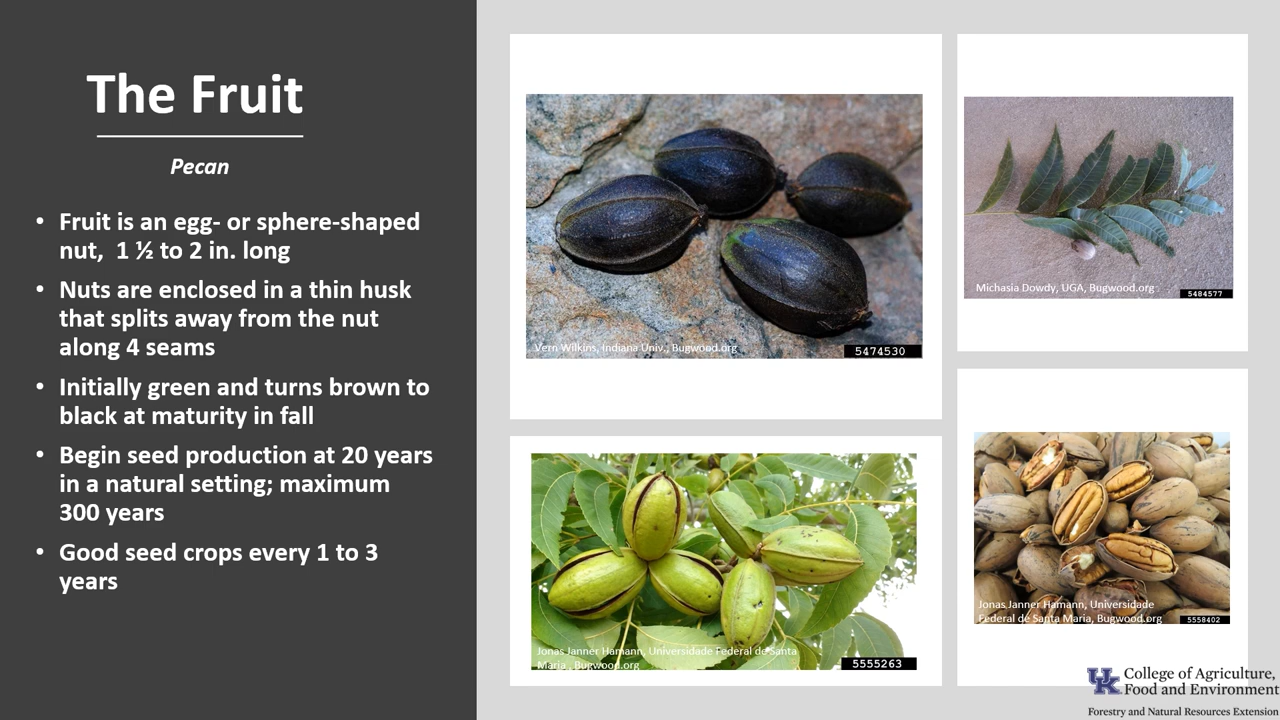 The Fruit
Pecan
• Fruit is an egg- or sphere-shaped
nut,  1 ½ to 2 in. long
• Nuts are enclosed in a thin husk
that splits away from the nut
along 4 seams
• Initially green and turns brown to
black at maturity in fall
• Begin seed production at 20 years
in a natural setting; maximum
300 years
• Good seed crops every 1 to 3
years
Vern Wilkins, Indiana Univ., Bugwood.org
5474530
Michasia Dowdy, UGA, Bugwood.org
5484577
Jonas Janner Hamann, Universidade Federal de Santa
Maria , Bugwood.org
5555263
Jonas Janner Hamann, Universidade
Federal de Santa Maria, Bugwood.org
5558402
UK
College of Agriculture,
Food and Environment
Forestry and Natural Resources Extension